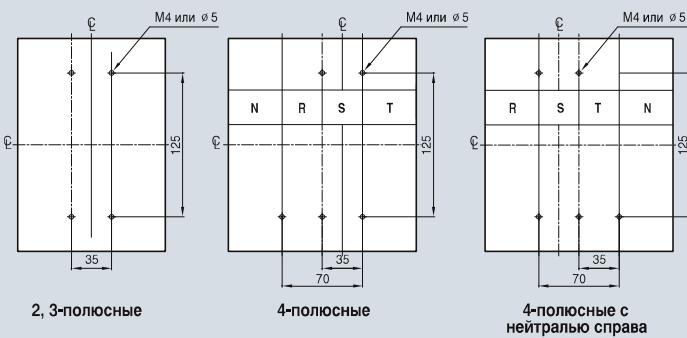 ℄ M4 или ø5
℄ 125
35
2, 3-полюсные
℄ M4 или ø5
N R S T
℄ 125
35
70
4-полюсные
℄ M4 или ø5
R S T N
℄ 125
35
70
4-полюсные с
нейтралью справа